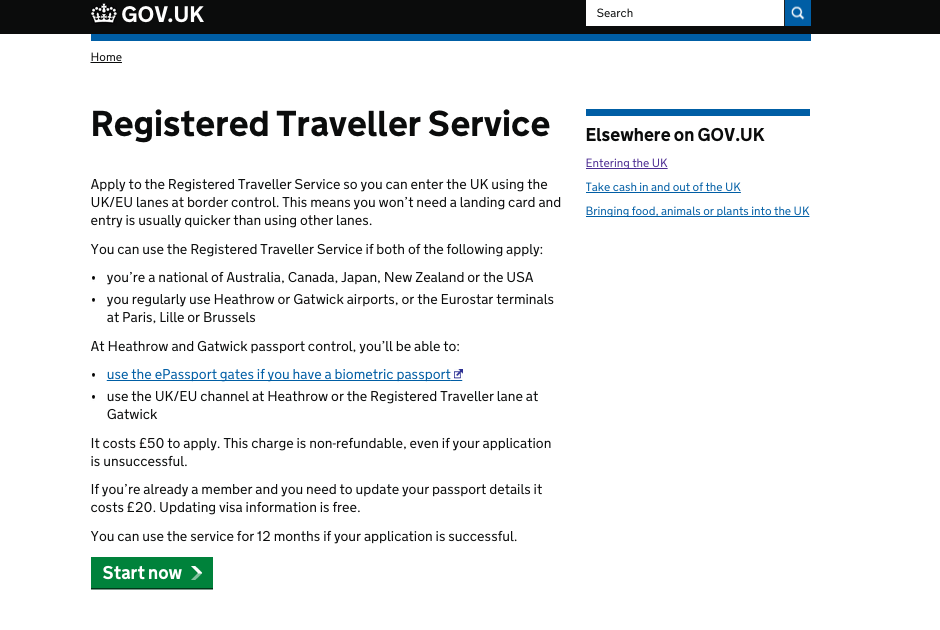 GOV.UK
Search
Home
Registered Traveller Service
Apply to the Registered Traveller Service so you can enter the UK using the
UK/EU lanes at border control. This means you won’t need a landing card and
entry is usually quicker than using other lanes.
You can use the Registered Traveller Service if both of the following apply:
• you’re a national of Australia, Canada, Japan, New Zealand or the USA
• you regularly use Heathrow or Gatwick airports, or the Eurostar terminals
at Paris, Lille or Brussels
At Heathrow and Gatwick passport control, you’ll be able to:
• use the ePassport gates if you have a biometric passport
• use the UK/EU channel at Heathrow or the Registered Traveller lane at
Gatwick
It costs £50 to apply. This charge is non-refundable, even if your application
is unsuccessful.
If you’re already a member and you need to update your passport details it
costs £20. Updating visa information is free.
You can use the service for 12 months if your application is successful.
Start now
Elsewhere on GOV.UK
Entering the UK
Take cash in and out of the UK
Bringing food, animals or plants into the UK